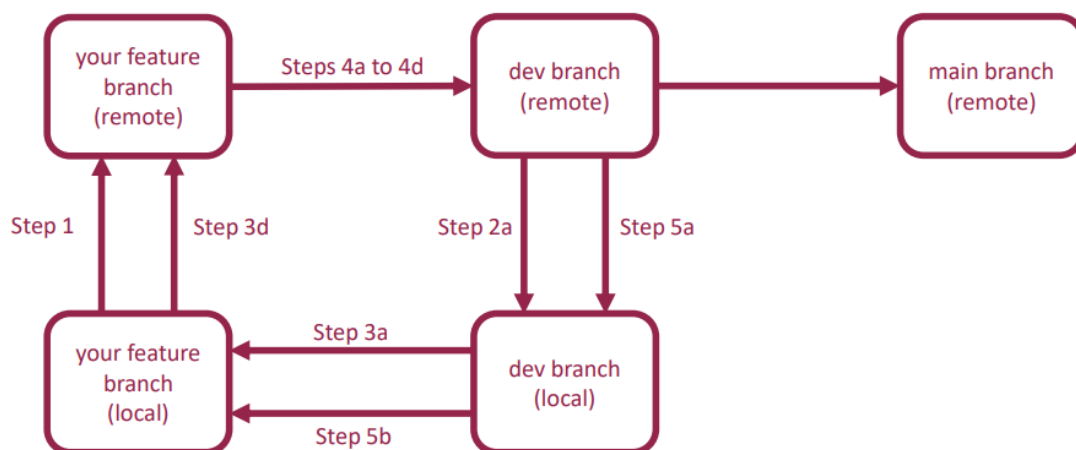 your feature
branch
(remote)
Steps 4a to 4d
dev branch
(remote)
main branch
(remote)
Step 1
Step 3d
Step 2a
Step 5a
your feature
branch
(local)
Step 3a
Step 5b
dev branch
(local)